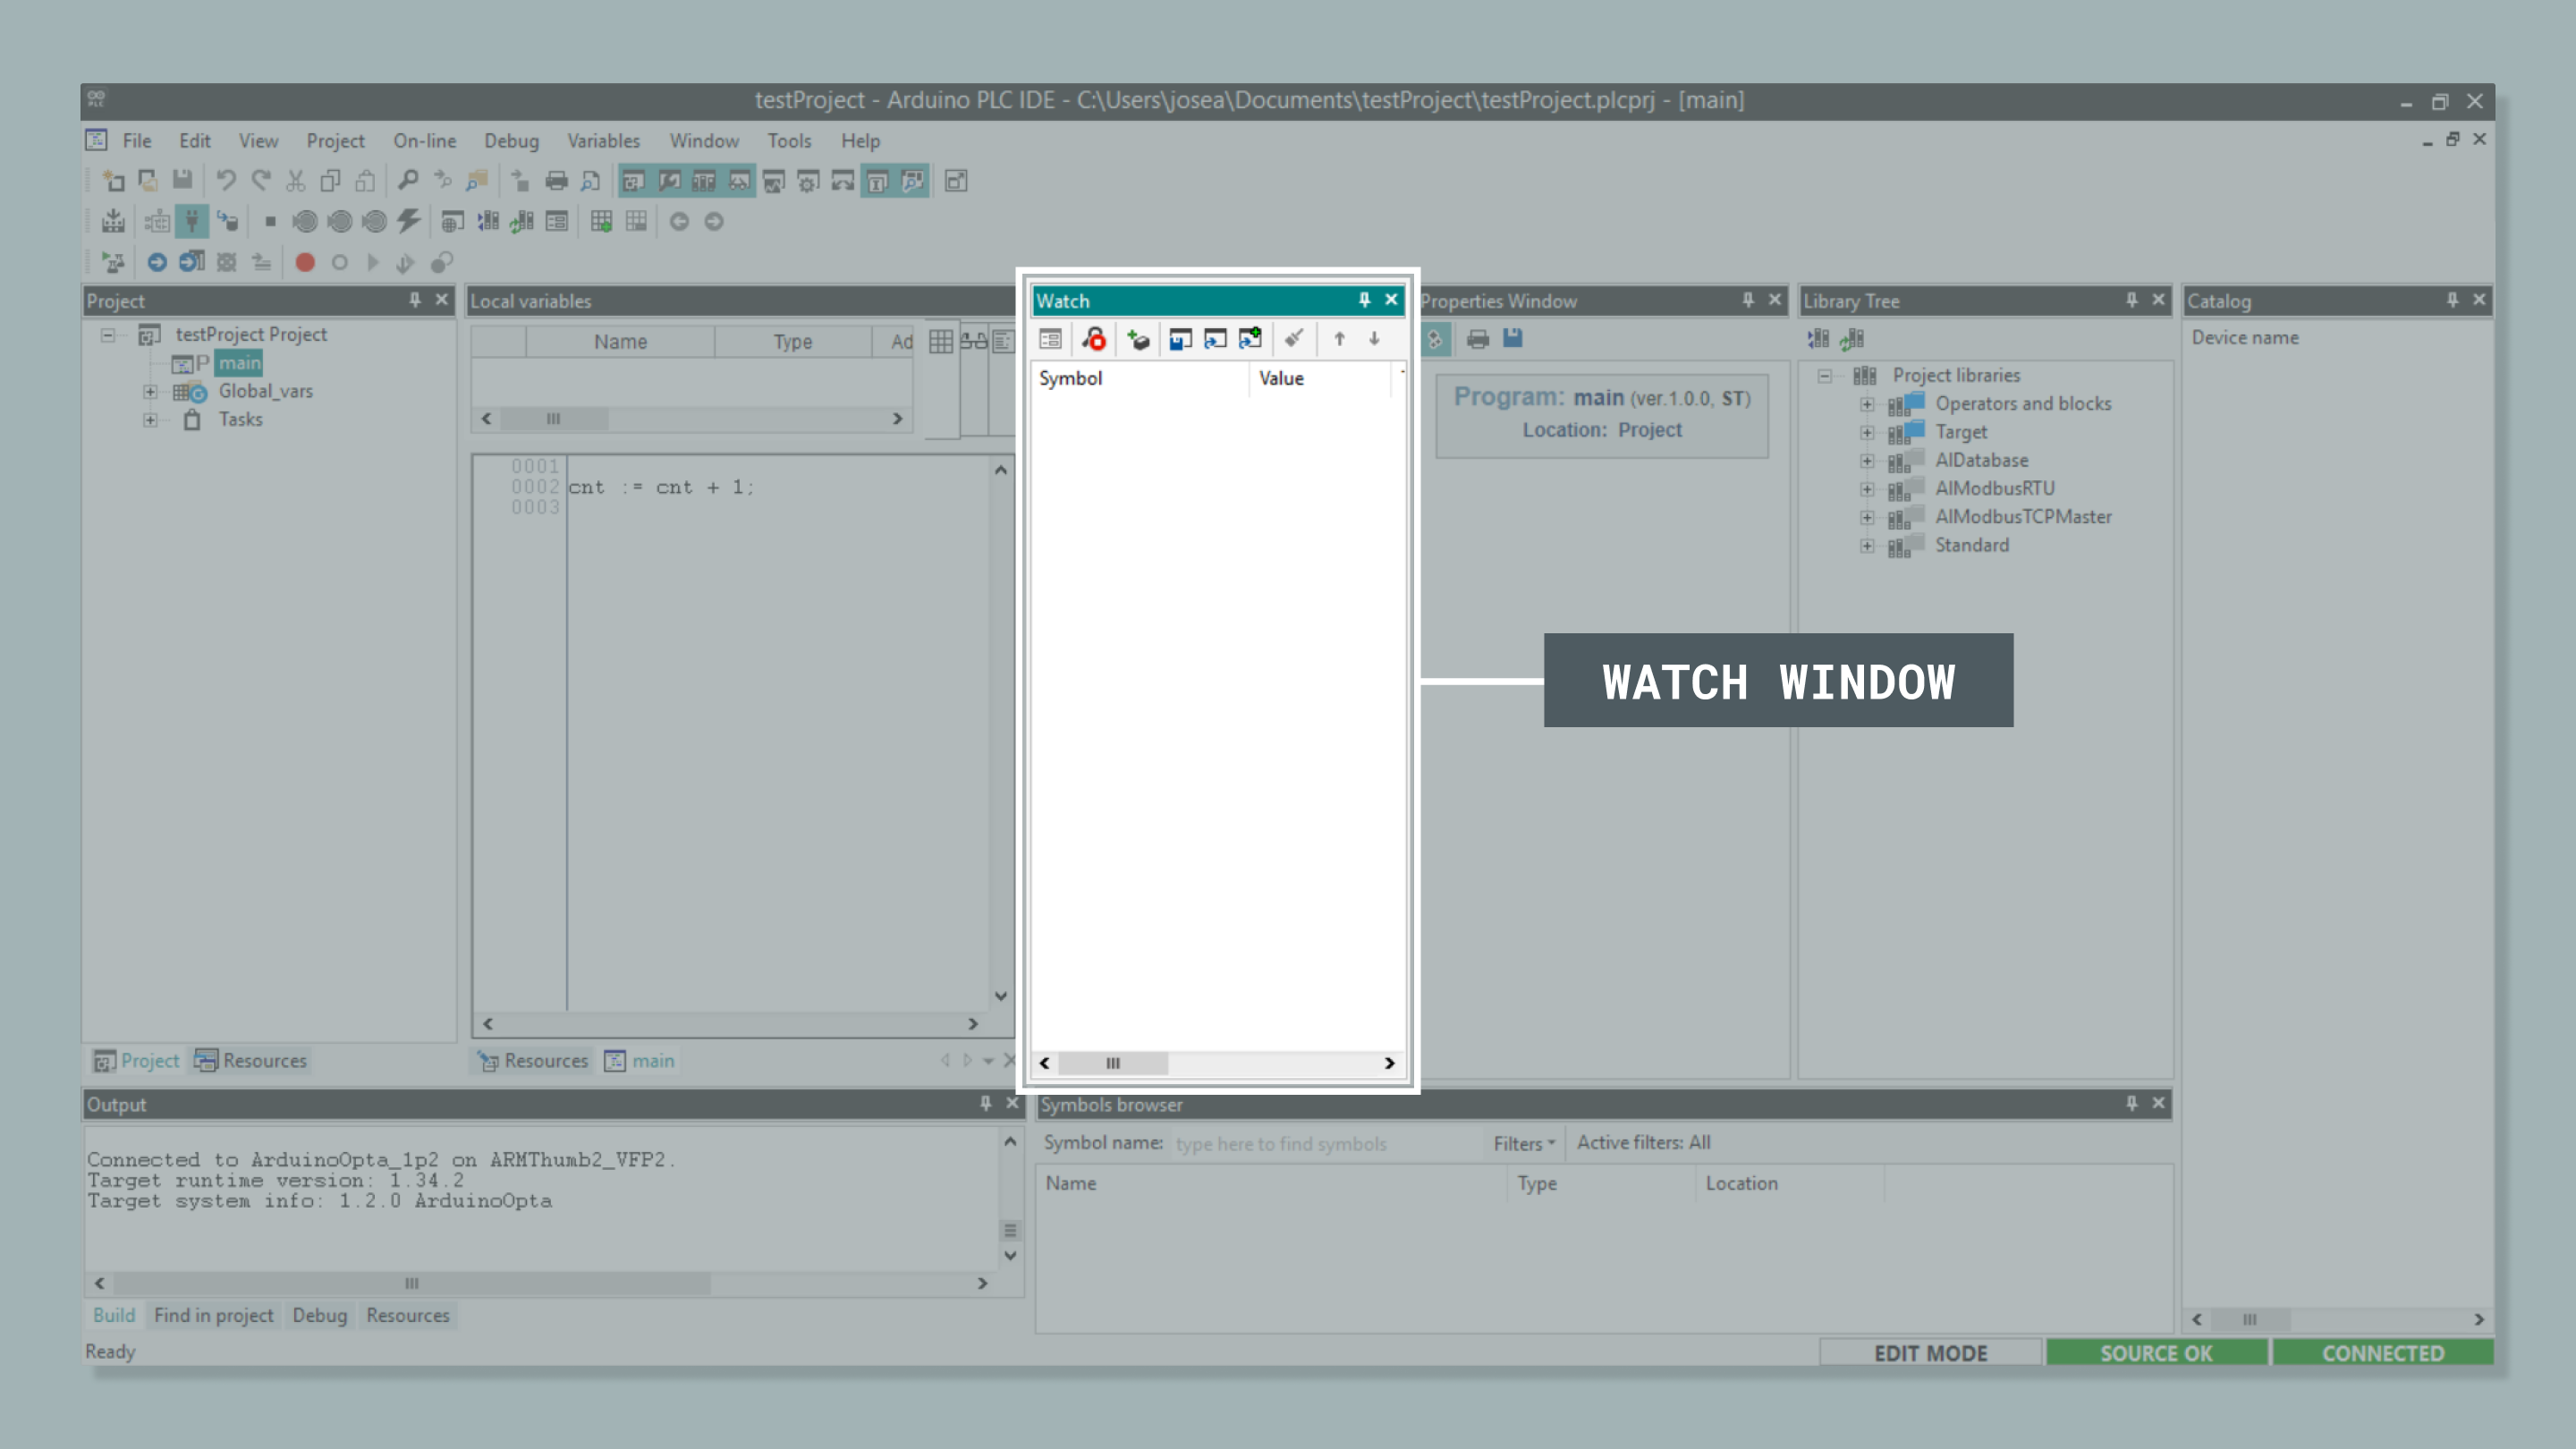 testProject - Arduino PLC IDE - C:\Users\josea\Documents\testProject\testProject.plcprj - [main]
File Edit View Project On-line Debug Variables Window Tools Help
Project
testProject Project
P main
Global_vars
Tasks
Project Resources
Local variables
Name Type Ad
0001
0002 cnt := cnt + 1;
0003
Resources main
Watch
Symbol Value
WATCH WINDOW
Properties Window
Program: main (ver.1.0.0, ST)
Location: Project
Library Tree
Project libraries
Operators and blocks
Target
AlDatabase
AlModbusRTU
AlModbusTCPMaster
Standard
Catalog
Device name
Output
Connected to ArduinoOpta_1p2 on ARMThumb2_VFP2.
Target runtime version: 1.34.2
Target system info: 1.2.0 ArduinoOpta
Build Find in project Debug Resources
Symbols browser
Symbol name: type here to find symbols Filters Active filters: All
Name Type Location
Ready
EDIT MODE SOURCE OK CONNECTED